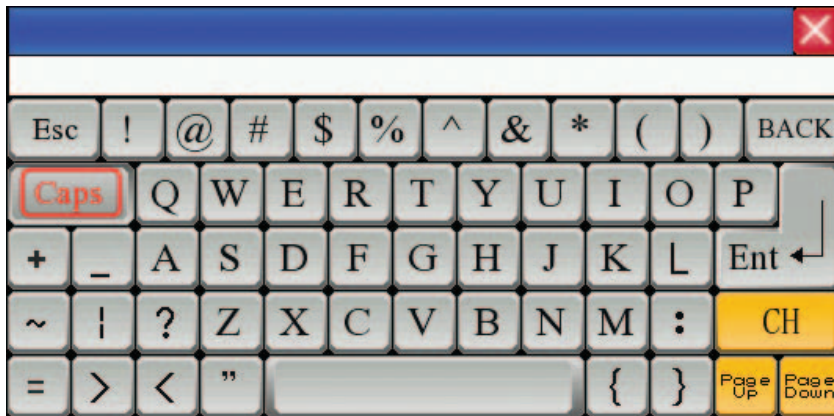 Esc ! @ # $ % ^ & * ( ) BACK
Caps Q W E R T Y U I O P
+ _ A S D F G H J K L Ent
~ ¦ ? Z X C V B N M : CH
= > < " { } Page Up Page Down